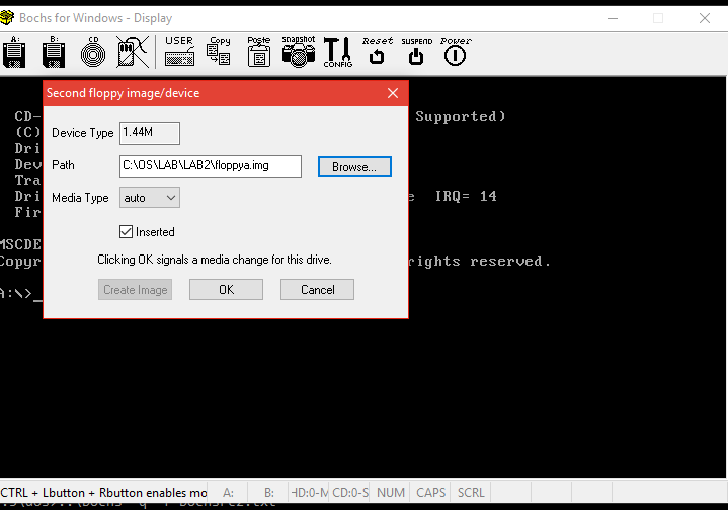 Bochs for Windows - Display
A: B: CD USER Copy Paste snapshot CONFIG Reset SUSPEND Power
Second floppy image/device
CD- Supported)
(C)
Device Type 1.44M
Dri
Path C:\OS\LAB\LAB2\floppya.img Browse...
Dev
Tra
Media Type auto
Dri e IRQ= 14
Fir
Inserted
MSCDE
Clicking OK signals a media change for this drive.
Copyr rights reserved.
Create Image OK Cancel
A:\>_
CTRL + Lbutton + Rbutton enables mo A: B: HD:0-M CD:0-S NUM CAPS SCRL